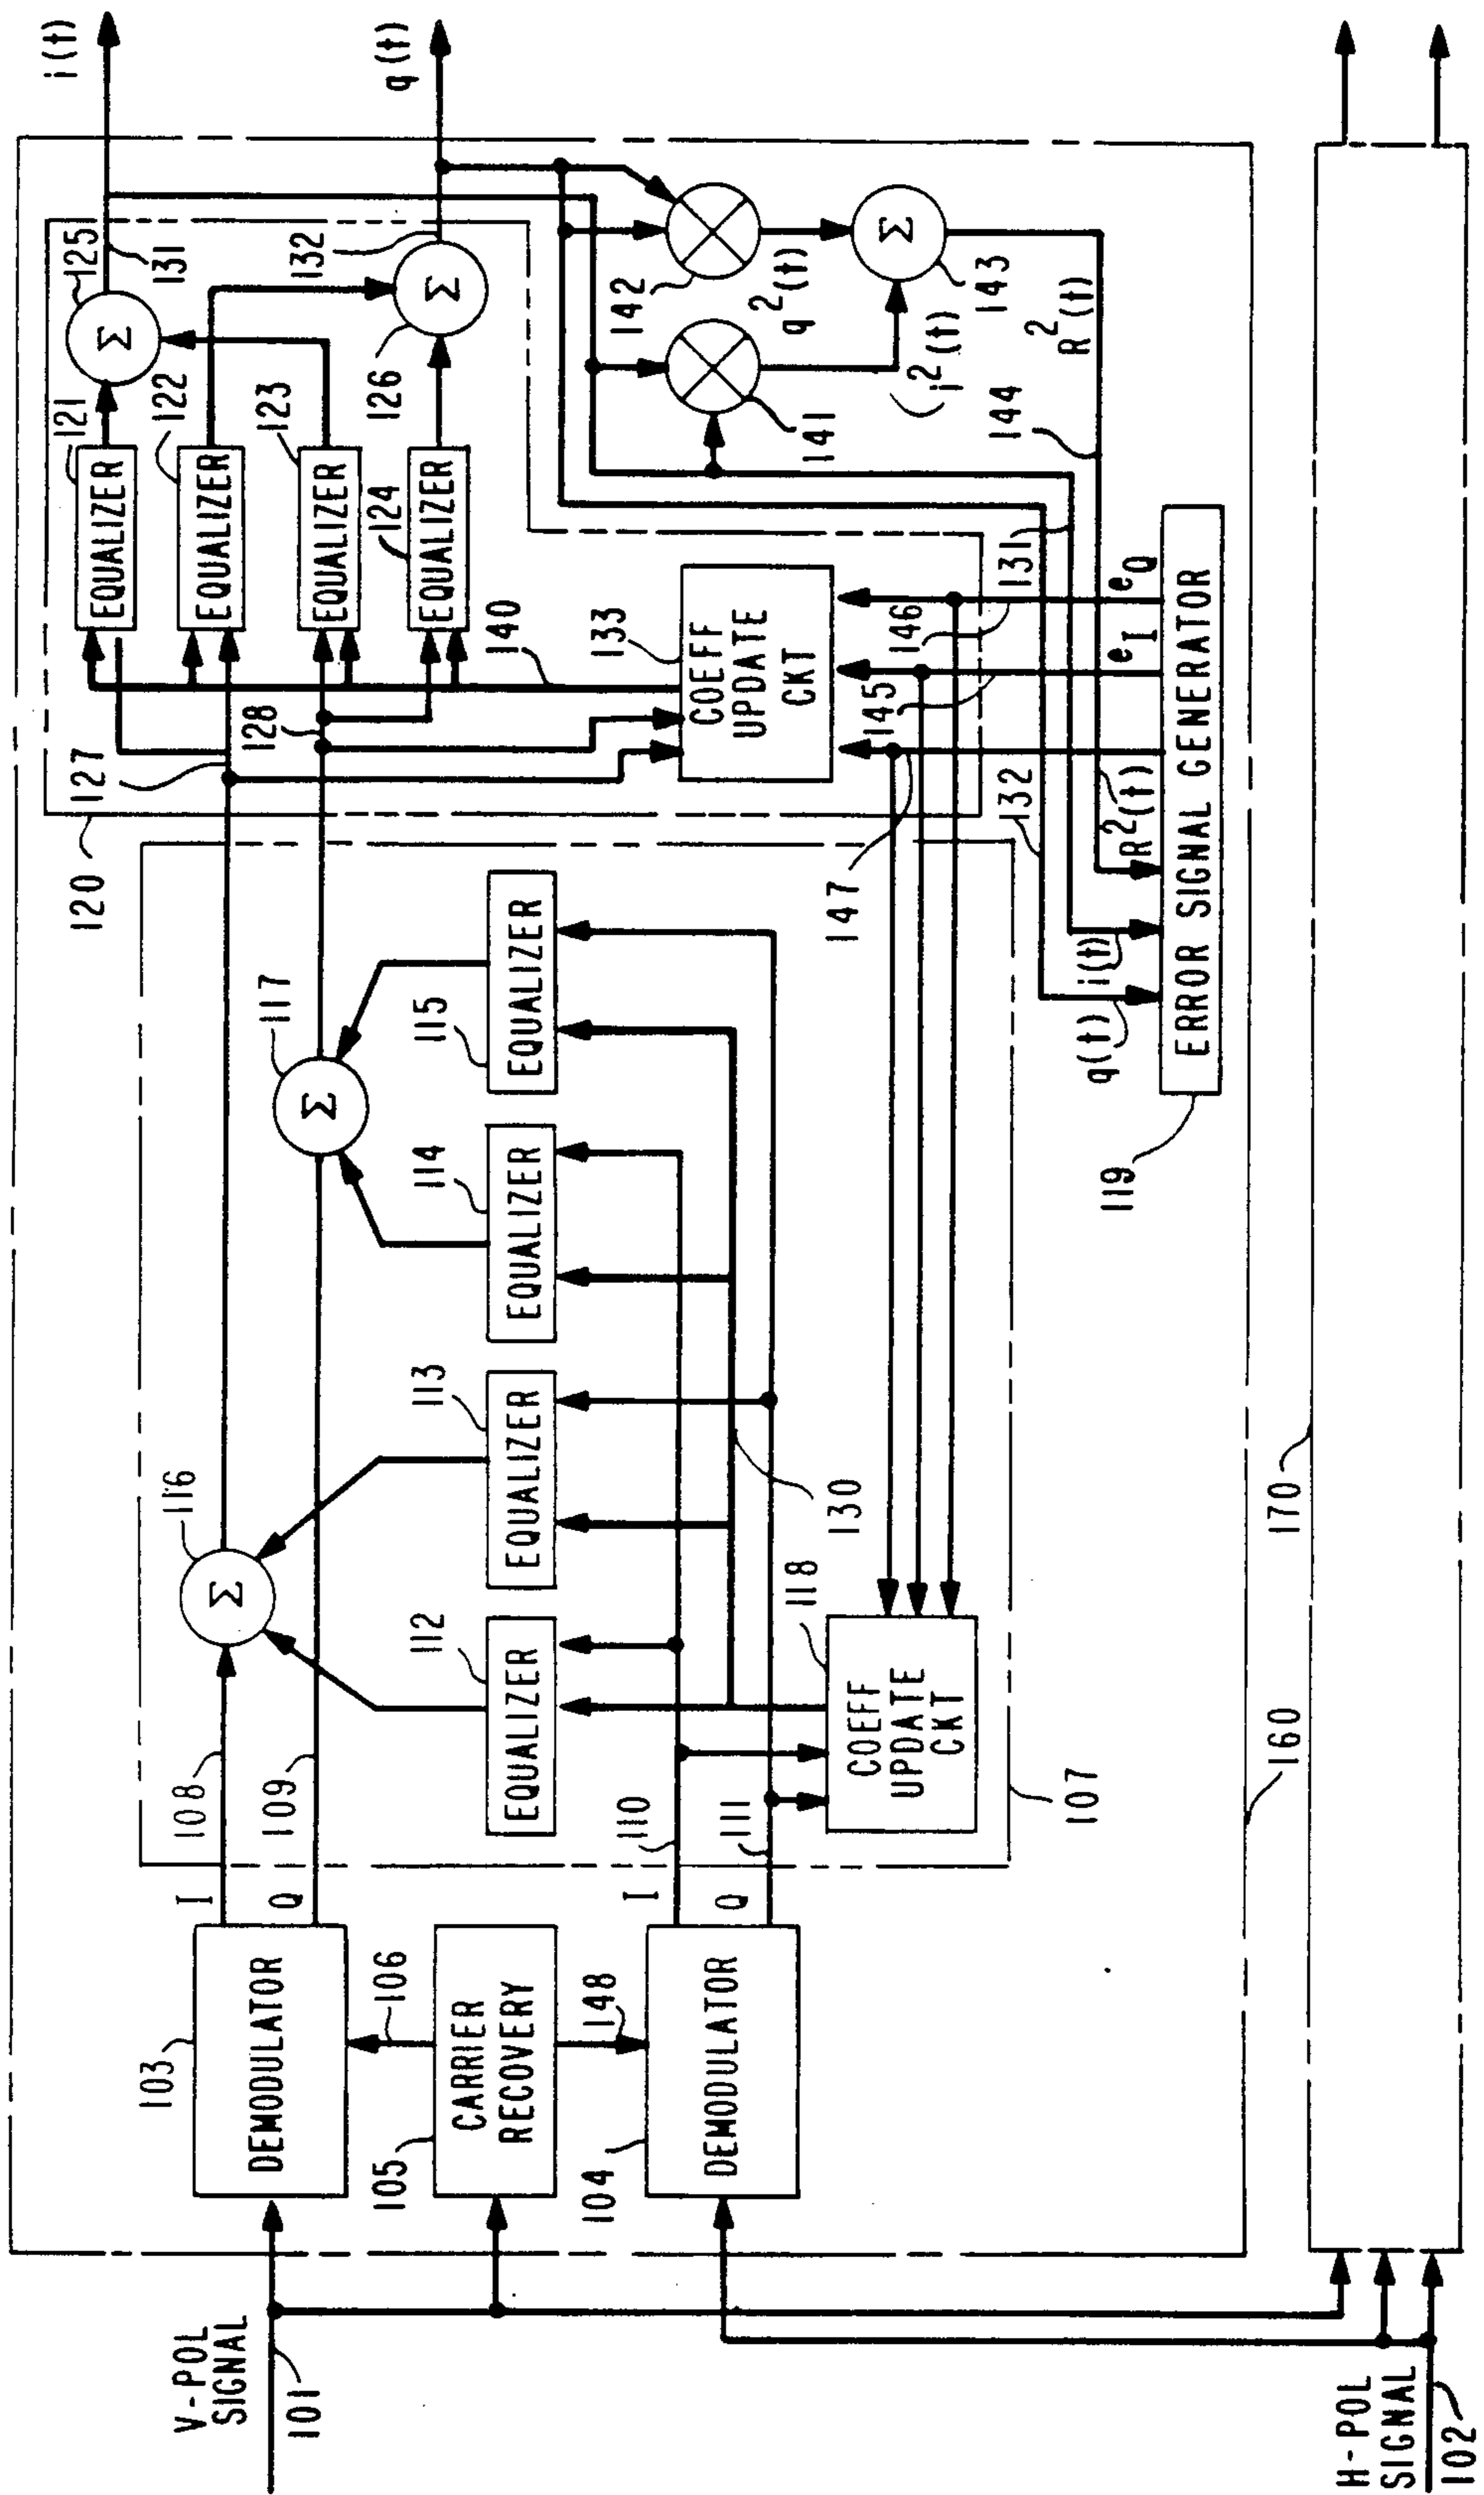 V-POL
SIGNAL
101
H-POL
SIGNAL
102
103
DEMODULATOR
I
Q
106
105
CARRIER
RECOVERY
148
104
DEMODULATOR
I
Q
108
109
110
111
116
Σ
117
Σ
112
EQUALIZER
113
EQUALIZER
114
EQUALIZER
115
EQUALIZER
118
COEFF
UPDATE
CKT
130
107
160
170
120
127
128
121
EQUALIZER
122
EQUALIZER
123
EQUALIZER
124
EQUALIZER
125
Σ
131
i(t)
126
Σ
132
q(t)
140
133
COEFF
UPDATE
CKT
141
142
i²(t)
q²(t)
143
Σ
R²(t)
144
145
146
147
132
131
eI
eQ
q(t)
i(t)
R²(t)
ERROR SIGNAL GENERATOR
119